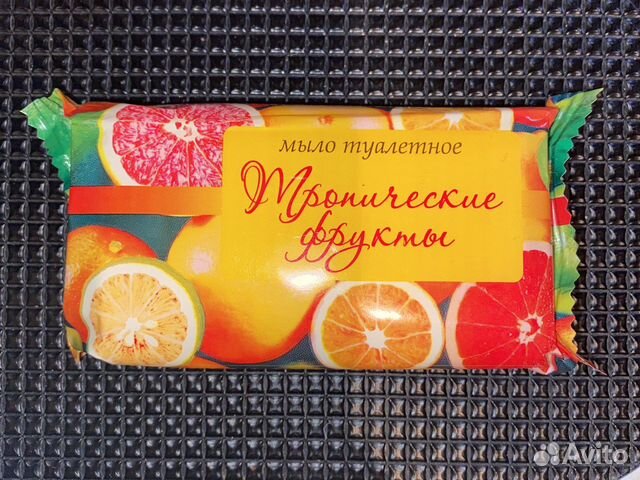 мыло туалетное
Тропические
фрукты
Avito